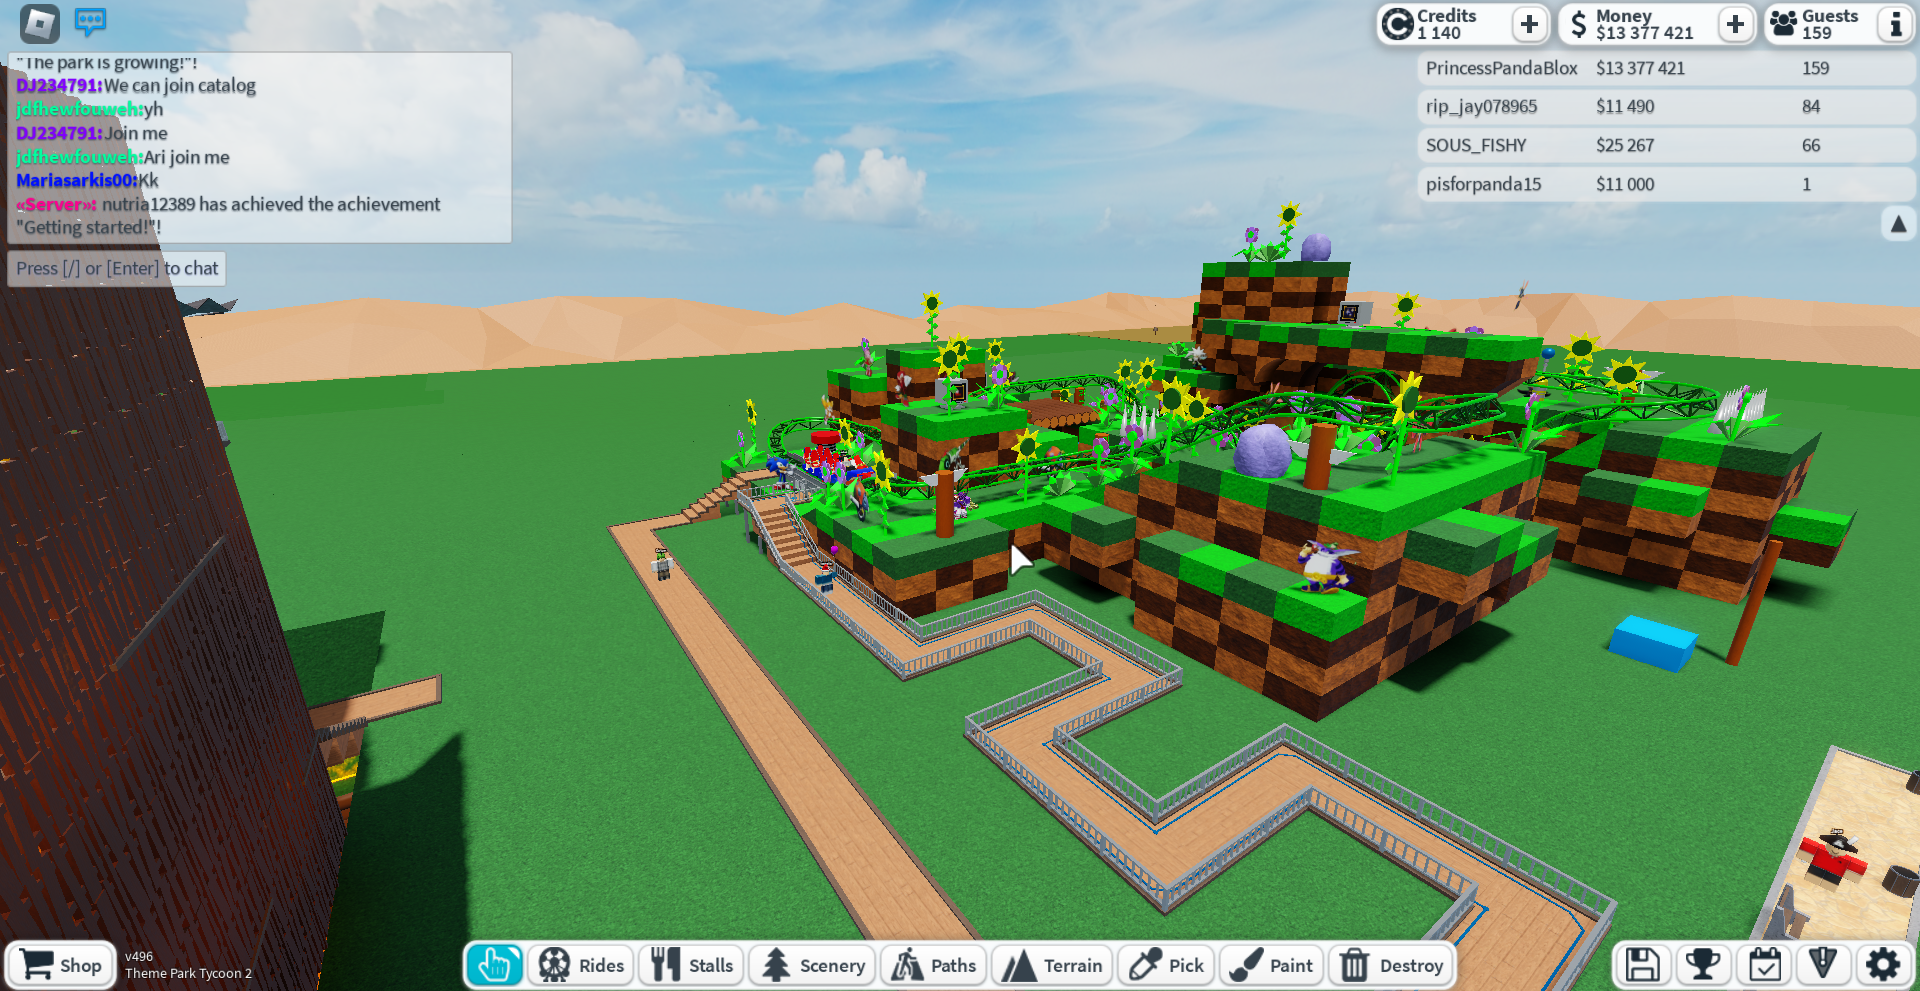 "The park is growing!"!
DJ234791:We can join catalog
jdfhewfouweh:yh
DJ234791:Join me
jdfhewfouweh:Ari join me
Mariasarkis00:Kk
«Server»: nutria12389 has achieved the achievement
"Getting started!"!
Press [/] or [Enter] to chat
Credits
1 140
Money
$13 377 421
Guests
159
PrincessPandaBlox $13 377 421 159
rip_jay078965 $11 490 84
SOUS_FISHY $25 267 66
pisforpanda15 $11 000 1
Shop
v496
Theme Park Tycoon 2
Rides
Stalls
Scenery
Paths
Terrain
Pick
Paint
Destroy